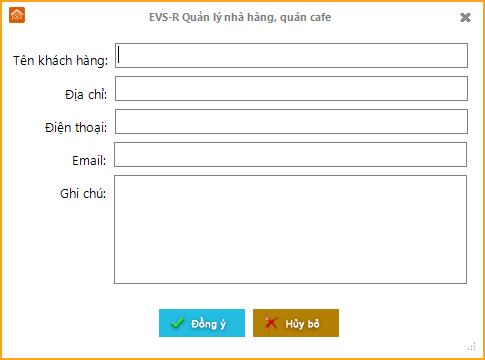 EVS-R Quản lý nhà hàng, quán cafe
Tên khách hàng:
Địa chỉ:
Điện thoại:
Email:
Ghi chú:
Đồng ý
Hủy bỏ